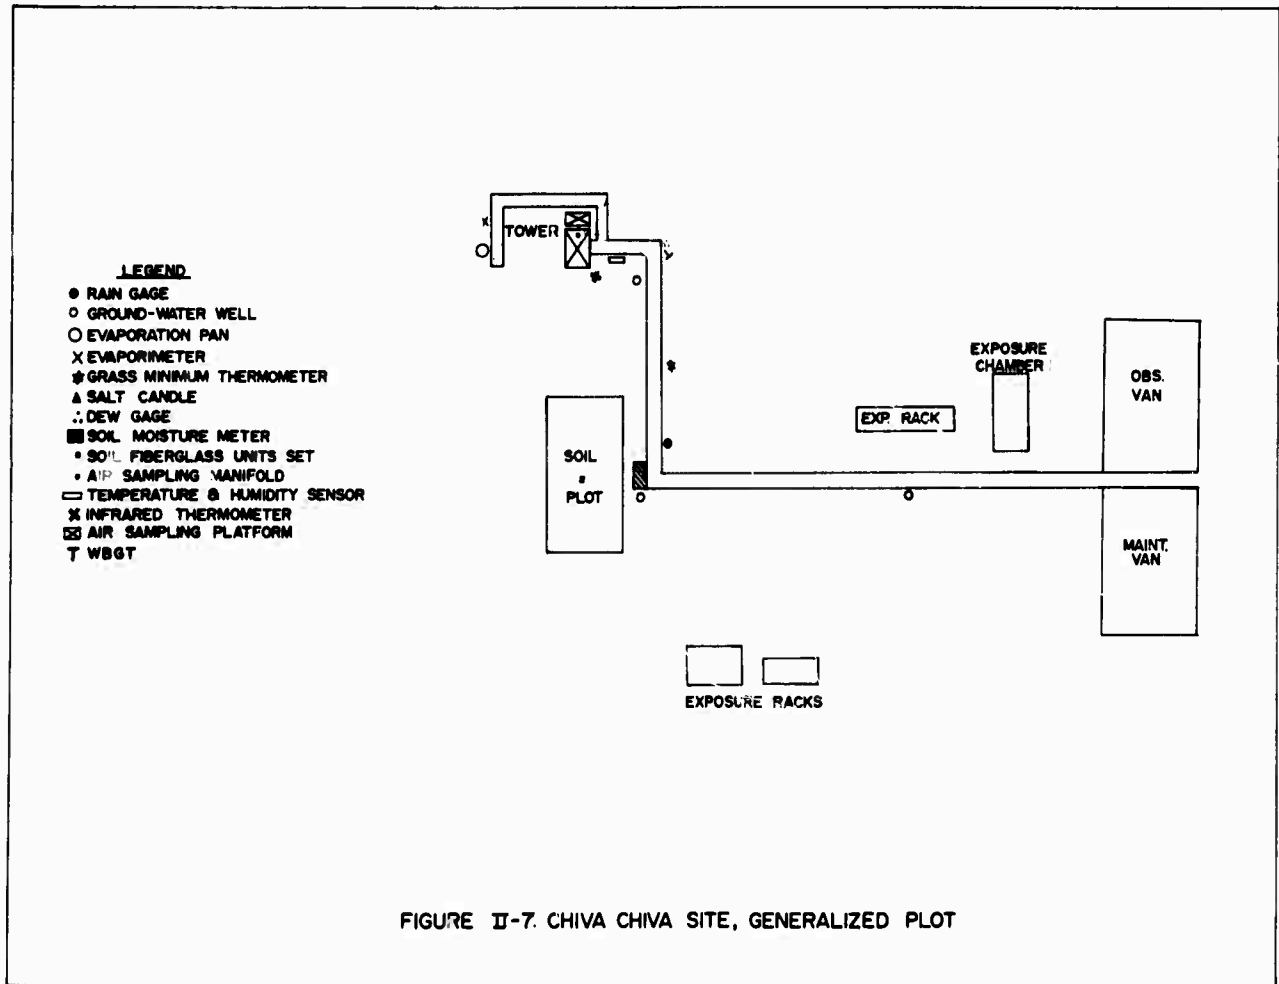 TOWER
LEGEND
RAIN GAGE
GROUND-WATER WELL
EVAPORATION PAN
EVAPORIMETER
GRASS MINIMUM THERMOMETER
SALT CANDLE
DEW GAGE
SOIL MOISTURE METER
SOIL FIBERGLASS UNITS SET
AIR SAMPLING MANIFOLD
TEMPERATURE & HUMIDITY SENSOR
INFRARED THERMOMETER
AIR SAMPLING PLATFORM
T WBGT
EXPOSURE
CHAMBER
OBS.
VAN
EXP. RACK
SOIL
PLOT
MAINT.
VAN
EXPOSURE RACKS
FIGURE II-7. CHIVA CHIVA SITE, GENERALIZED PLOT